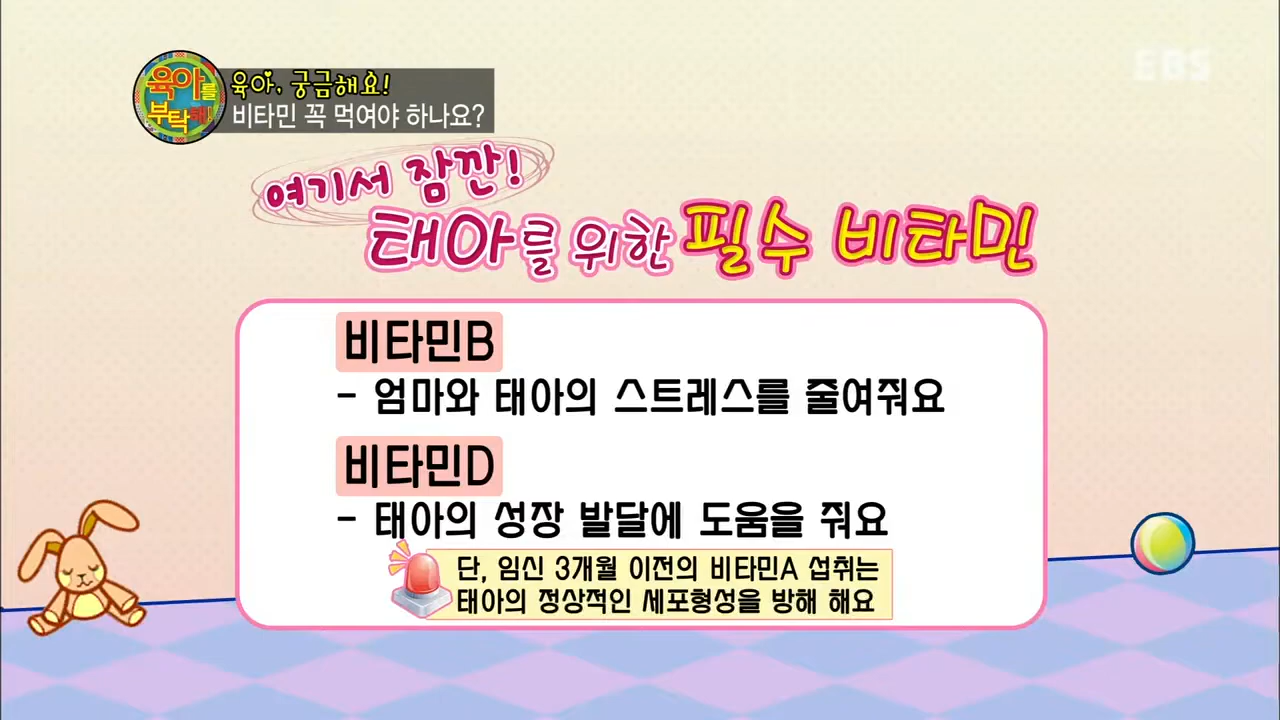 EBS
육아를
부탁해!
육아, 궁금해요!
비타민 꼭 먹여야 하나요?
여기서 잠깐!
태아를 위한 필수 비타민
비타민B
- 엄마와 태아의 스트레스를 줄여줘요
비타민D
- 태아의 성장 발달에 도움을 줘요
단, 임신 3개월 이전의 비타민A 섭취는
태아의 정상적인 세포형성을 방해 해요